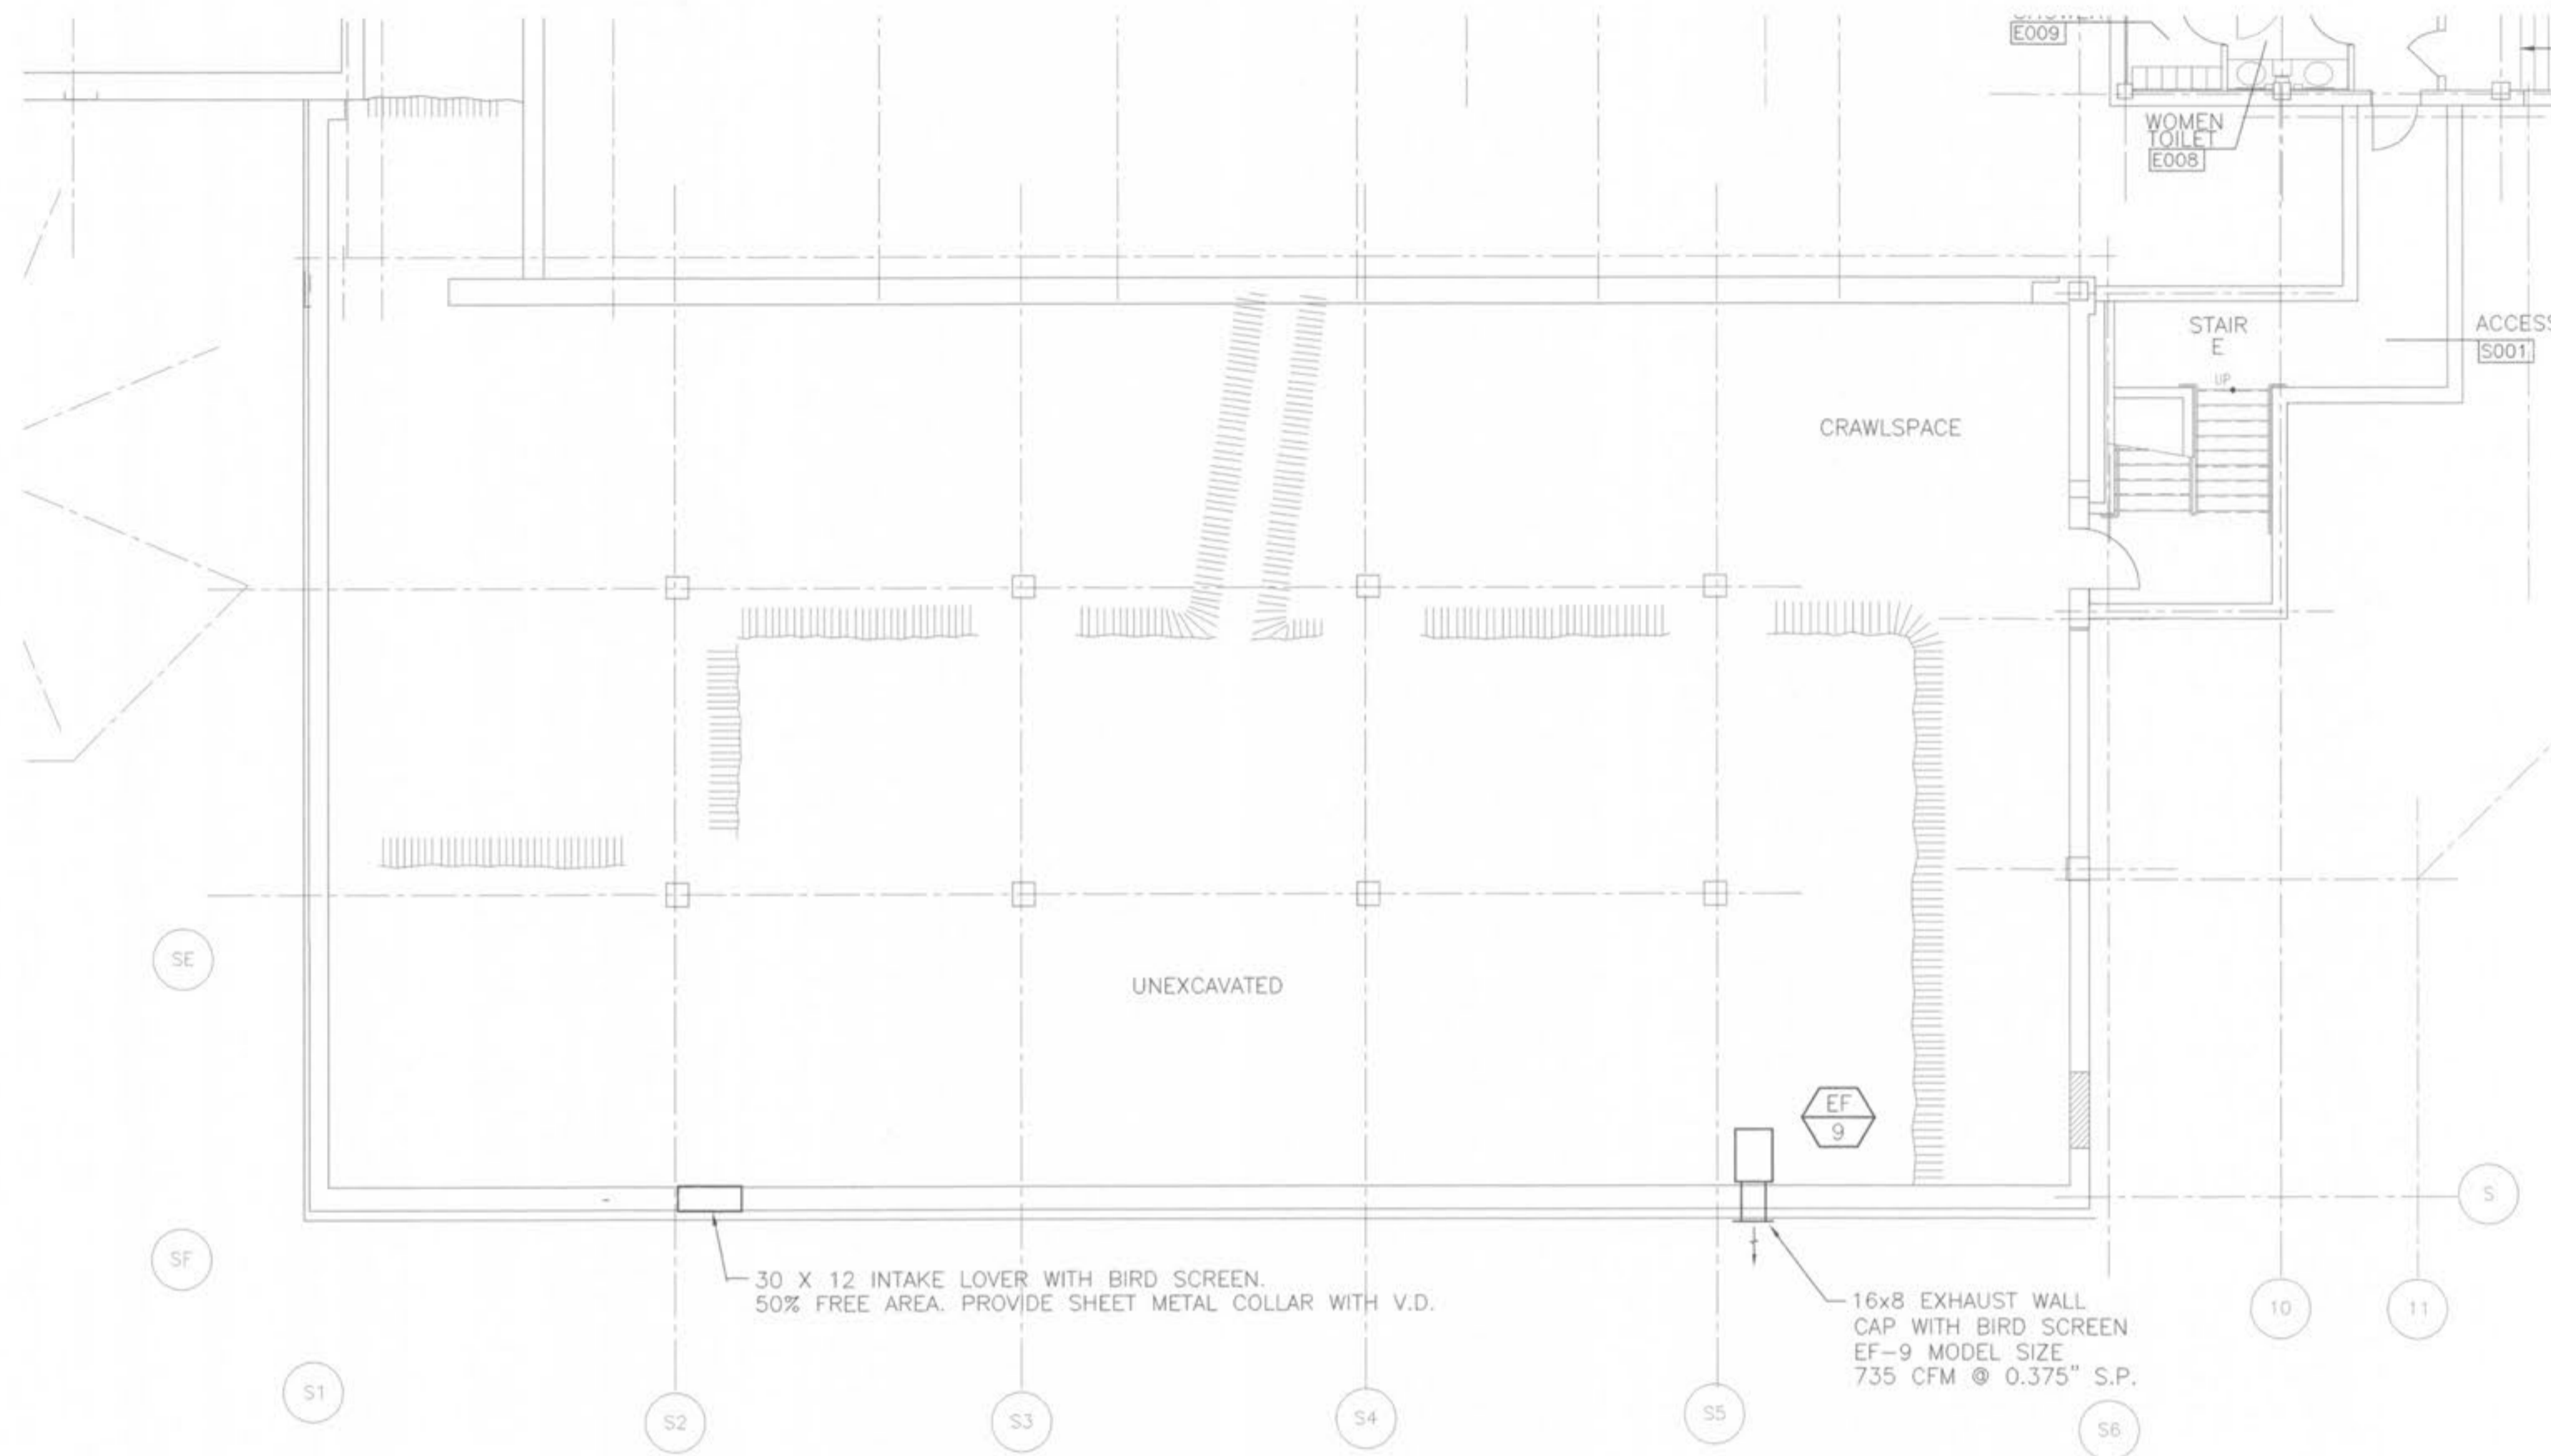 E009
WOMEN
TOILET
E008
STAIR
E
UP
ACCESS
S001
CRAWLSPACE
UNEXCAVATED
SE
SF
EF
9
S
30 X 12 INTAKE LOVER WITH BIRD SCREEN.
50% FREE AREA. PROVIDE SHEET METAL COLLAR WITH V.D.
16x8 EXHAUST WALL
CAP WITH BIRD SCREEN
EF-9 MODEL SIZE
735 CFM @ 0.375" S.P.
10
11
S1
S2
S3
S4
S5
S6